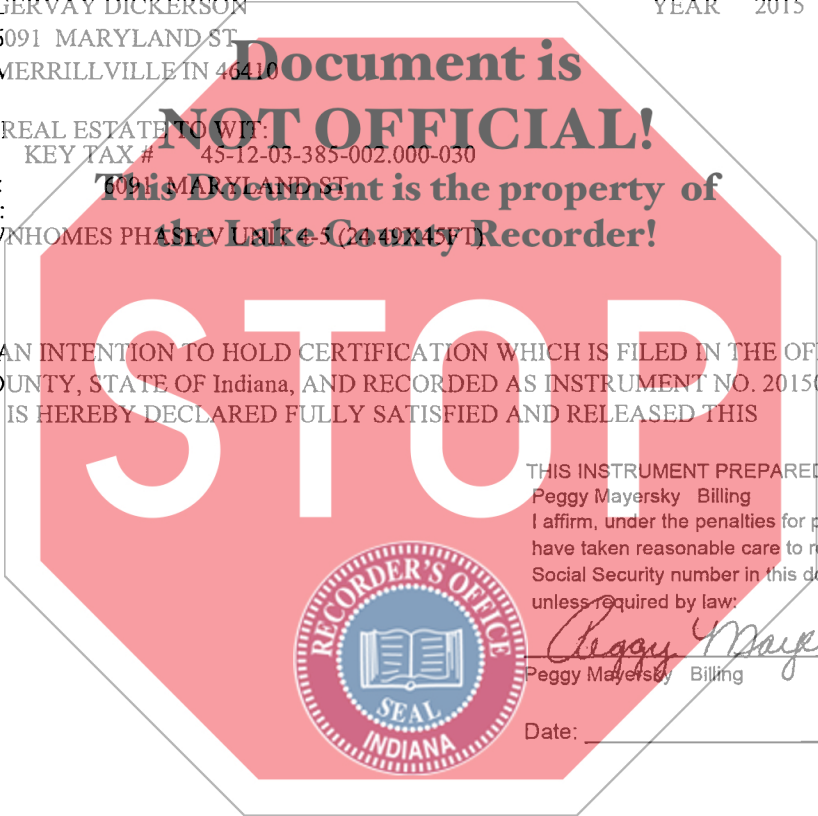 GERVAY DICKERSON YEAR 2015
6091 MARYLAND ST
MERRILLVILLE IN 46410
Document is
NOT OFFICIAL!
REAL ESTATE TO WIT:
KEY TAX # 45-12-03-385-002.000-030
: 6091 MARYLAND ST
This Document is the property of
:
NHOMES PHASE V UNIT 4-5 (24.49X45FT)
the Lake County Recorder!
STOP
AN INTENTION TO HOLD CERTIFICATION WHICH IS FILED IN THE OF
OUNTY, STATE OF Indiana, AND RECORDED AS INSTRUMENT NO. 2015
IS HEREBY DECLARED FULLY SATISFIED AND RELEASED THIS
THIS INSTRUMENT PREPARED
Peggy Mayersky Billing
I affirm, under the penalties for p
have taken reasonable care to r
Social Security number in this d
unless required by law:
Peggy Maye
Peggy Mayersky Billing
Date:
RECORDER'S OFFICE
SEAL
INDIANA